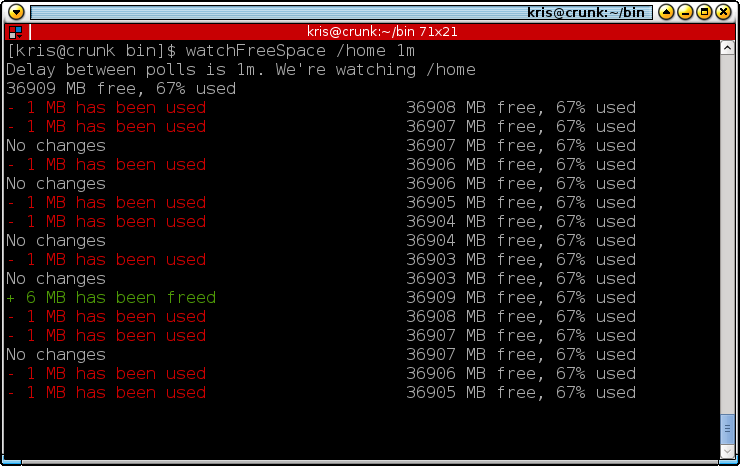 kris@crunk:~/bin
kris@crunk:~/bin 71x21
[kris@crunk bin]$ watchFreeSpace /home 1m
Delay between polls is 1m. We're watching /home
36909 MB free, 67% used
- 1 MB has been used 36908 MB free, 67% used
- 1 MB has been used 36907 MB free, 67% used
No changes 36907 MB free, 67% used
- 1 MB has been used 36906 MB free, 67% used
No changes 36906 MB free, 67% used
- 1 MB has been used 36905 MB free, 67% used
- 1 MB has been used 36904 MB free, 67% used
No changes 36904 MB free, 67% used
- 1 MB has been used 36903 MB free, 67% used
No changes 36903 MB free, 67% used
+ 6 MB has been freed 36909 MB free, 67% used
- 1 MB has been used 36908 MB free, 67% used
- 1 MB has been used 36907 MB free, 67% used
No changes 36907 MB free, 67% used
- 1 MB has been used 36906 MB free, 67% used
- 1 MB has been used 36905 MB free, 67% used